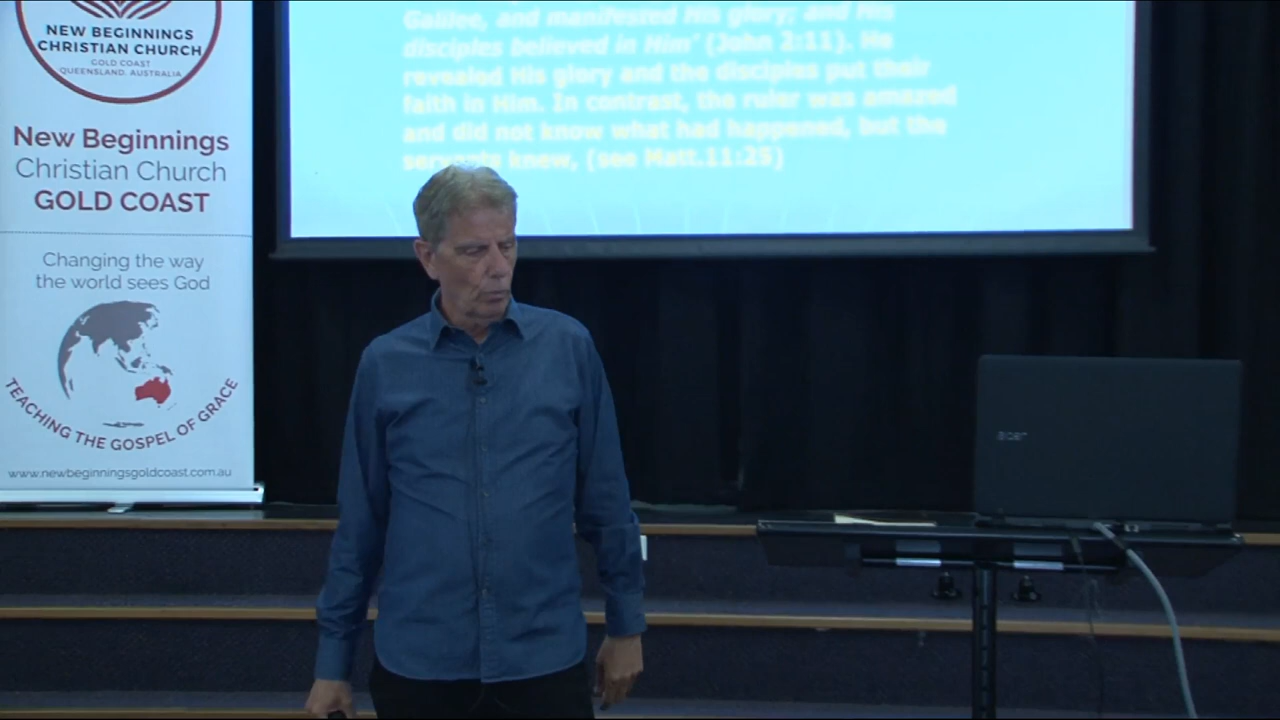 NEW BEGINNINGS
CHRISTIAN CHURCH
GOLD COAST
QUEENSLAND, AUSTRALIA
New Beginnings
Christian Church
GOLD COAST
Changing the way
the world sees God
TEACHING THE GOSPEL OF GRACE
www.newbeginningsgoldcoast.com.au
Galilee, and manifested His glory; and His
disciples believed in Him' (John 2:11). He
revealed His glory and the disciples put their
faith in Him. In contrast, the ruler was amazed
and did not know what had happened, but the
servants knew, (see Matt.11:25)
acer